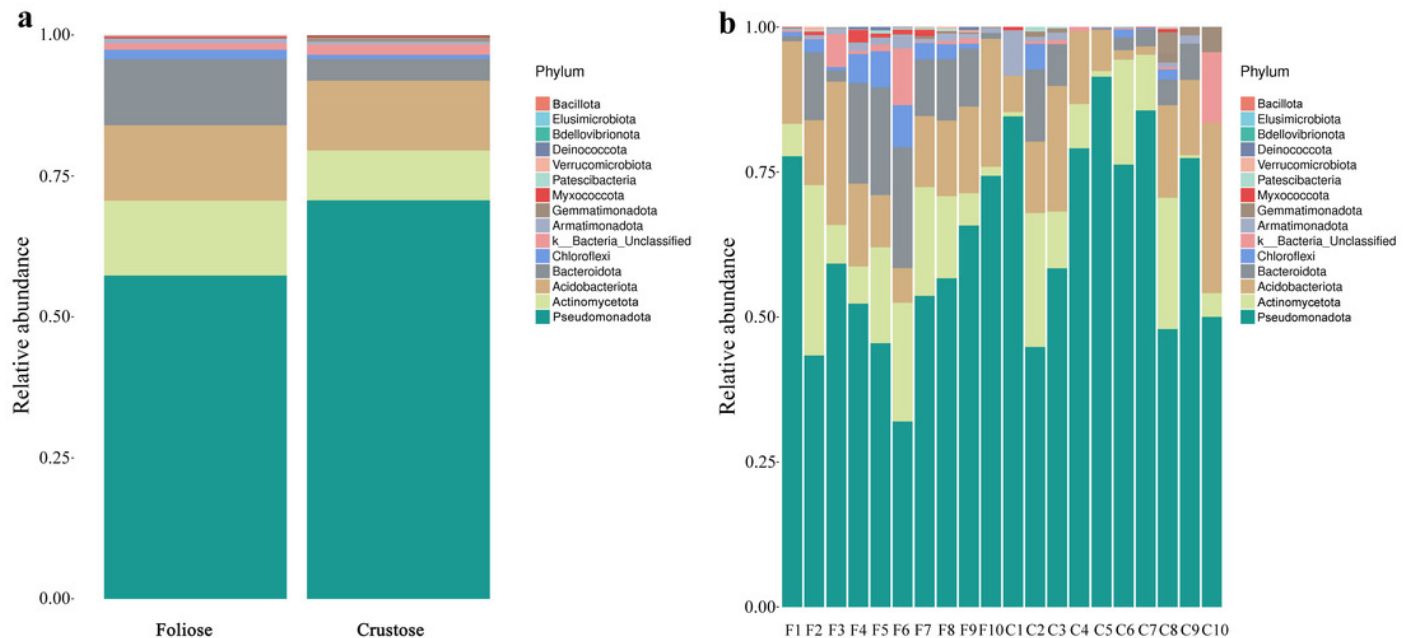 a
1.00
0.75
0.50
0.25
0.00
Relative abundance
Foliose
Crustose
Phylum
Bacillota
Elusimicrobiota
Bdellovibrionota
Deinococcota
Verrucomicrobiota
Patescibacteria
Myxococcota
Gemmatimonadota
Armatimonadota
k__Bacteria_Unclassified
Chloroflexi
Bacteroidota
Acidobacteriota
Actinomycetota
Pseudomonadota
b
1.00
0.75
0.50
0.25
0.00
Relative abundance
F1 F2 F3 F4 F5 F6 F7 F8 F9 F10 C1 C2 C3 C4 C5 C6 C7 C8 C9 C10
Phylum
Bacillota
Elusimicrobiota
Bdellovibrionota
Deinococcota
Verrucomicrobiota
Patescibacteria
Myxococcota
Gemmatimonadota
Armatimonadota
k__Bacteria_Unclassified
Chloroflexi
Bacteroidota
Acidobacteriota
Actinomycetota
Pseudomonadota